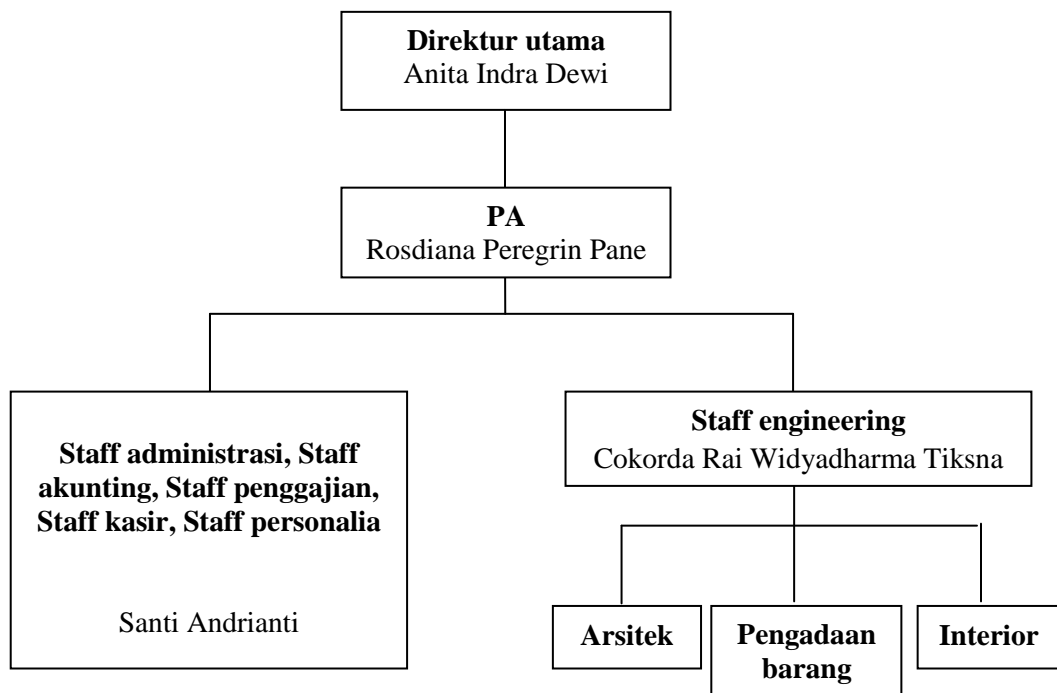 Direktur utama
Anita Indra Dewi
PA
Rosdiana Peregrin Pane
Staff administrasi, Staff
akunting, Staff penggajian,
Staff kasir, Staff personalia
Santi Andrianti
Staff engineering
Cokorda Rai Widyadharma Tiksna
Arsitek
Pengadaan
barang
Interior